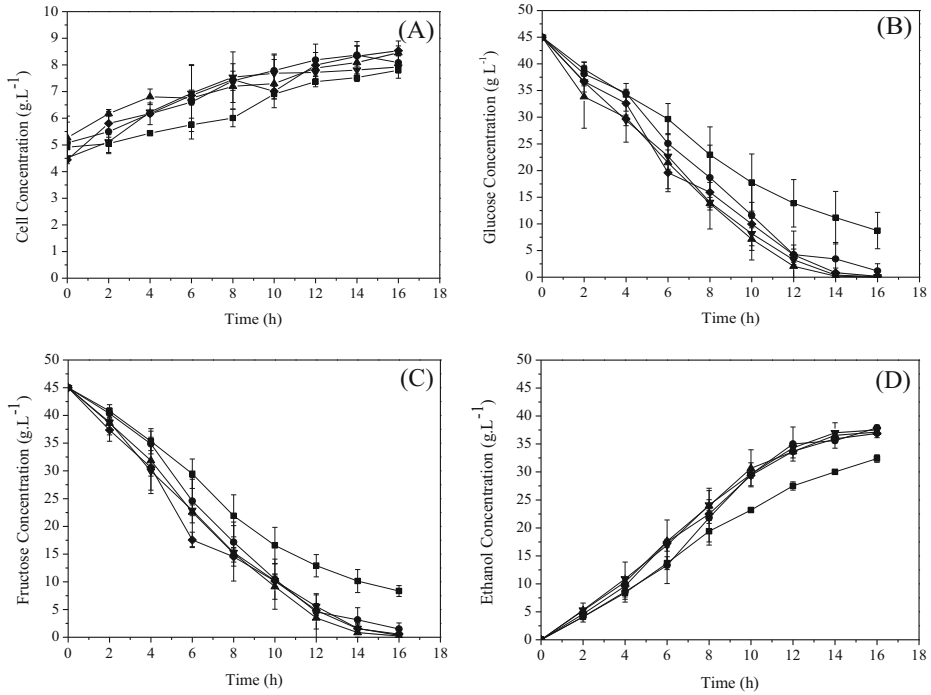 (A)
10
9
8
7
6
5
4
3
2
1
0
Cell Concentration (g.L⁻¹)
0 2 4 6 8 10 12 14 16 18
Time (h)
(B)
50
45
40
35
30
25
20
15
10
5
0
Glucose Concentration (g L⁻¹)
0 2 4 6 8 10 12 14 16 18
Time (h)
(C)
50
45
40
35
30
25
20
15
10
5
0
Fructose Concentration (g.L⁻¹)
0 2 4 6 8 10 12 14 16 18
Time (h)
(D)
50
45
40
35
30
25
20
15
10
5
0
Ethanol Concentration (g.L⁻¹)
0 2 4 6 8 10 12 14 16 18
Time (h)